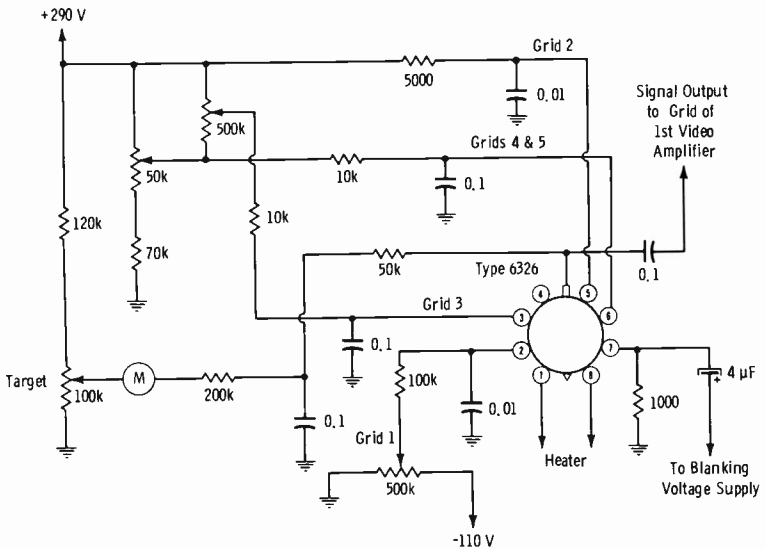 +290 V
Grid 2
5000
0.01
Signal Output
to Grid of
1st Video
Amplifier
500k
Grids 4 & 5
50k
10k
0.1
120k
10k
70k
50k
Type 6326
0.1
4
5
3
6
Grid 3
2
7
0.1
Target
M
100k
200k
100k
0.01
1
8
4 µF
+
1000
0.1
Grid 1
Heater
500k
To Blanking
Voltage Supply
-110 V